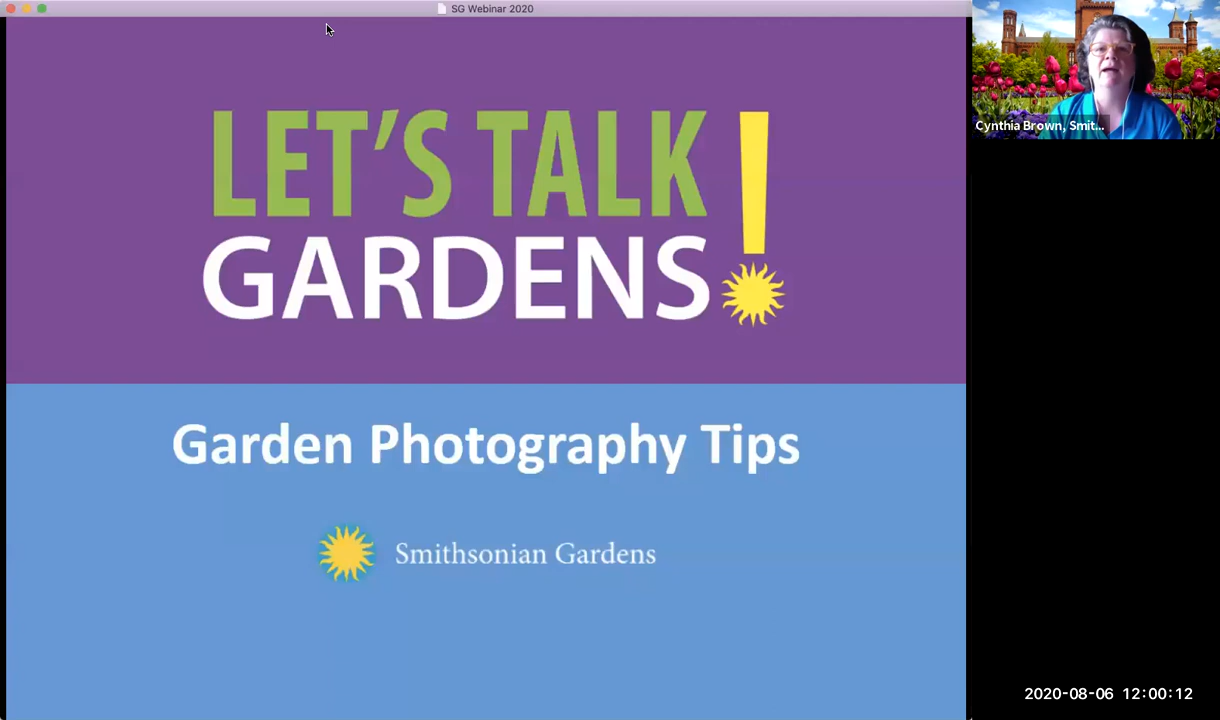 SG Webinar 2020
LET'S TALK
GARDENS!
Garden Photography Tips
Smithsonian Gardens
Cynthia Brown, Smit...
2020-08-06 12:00:12